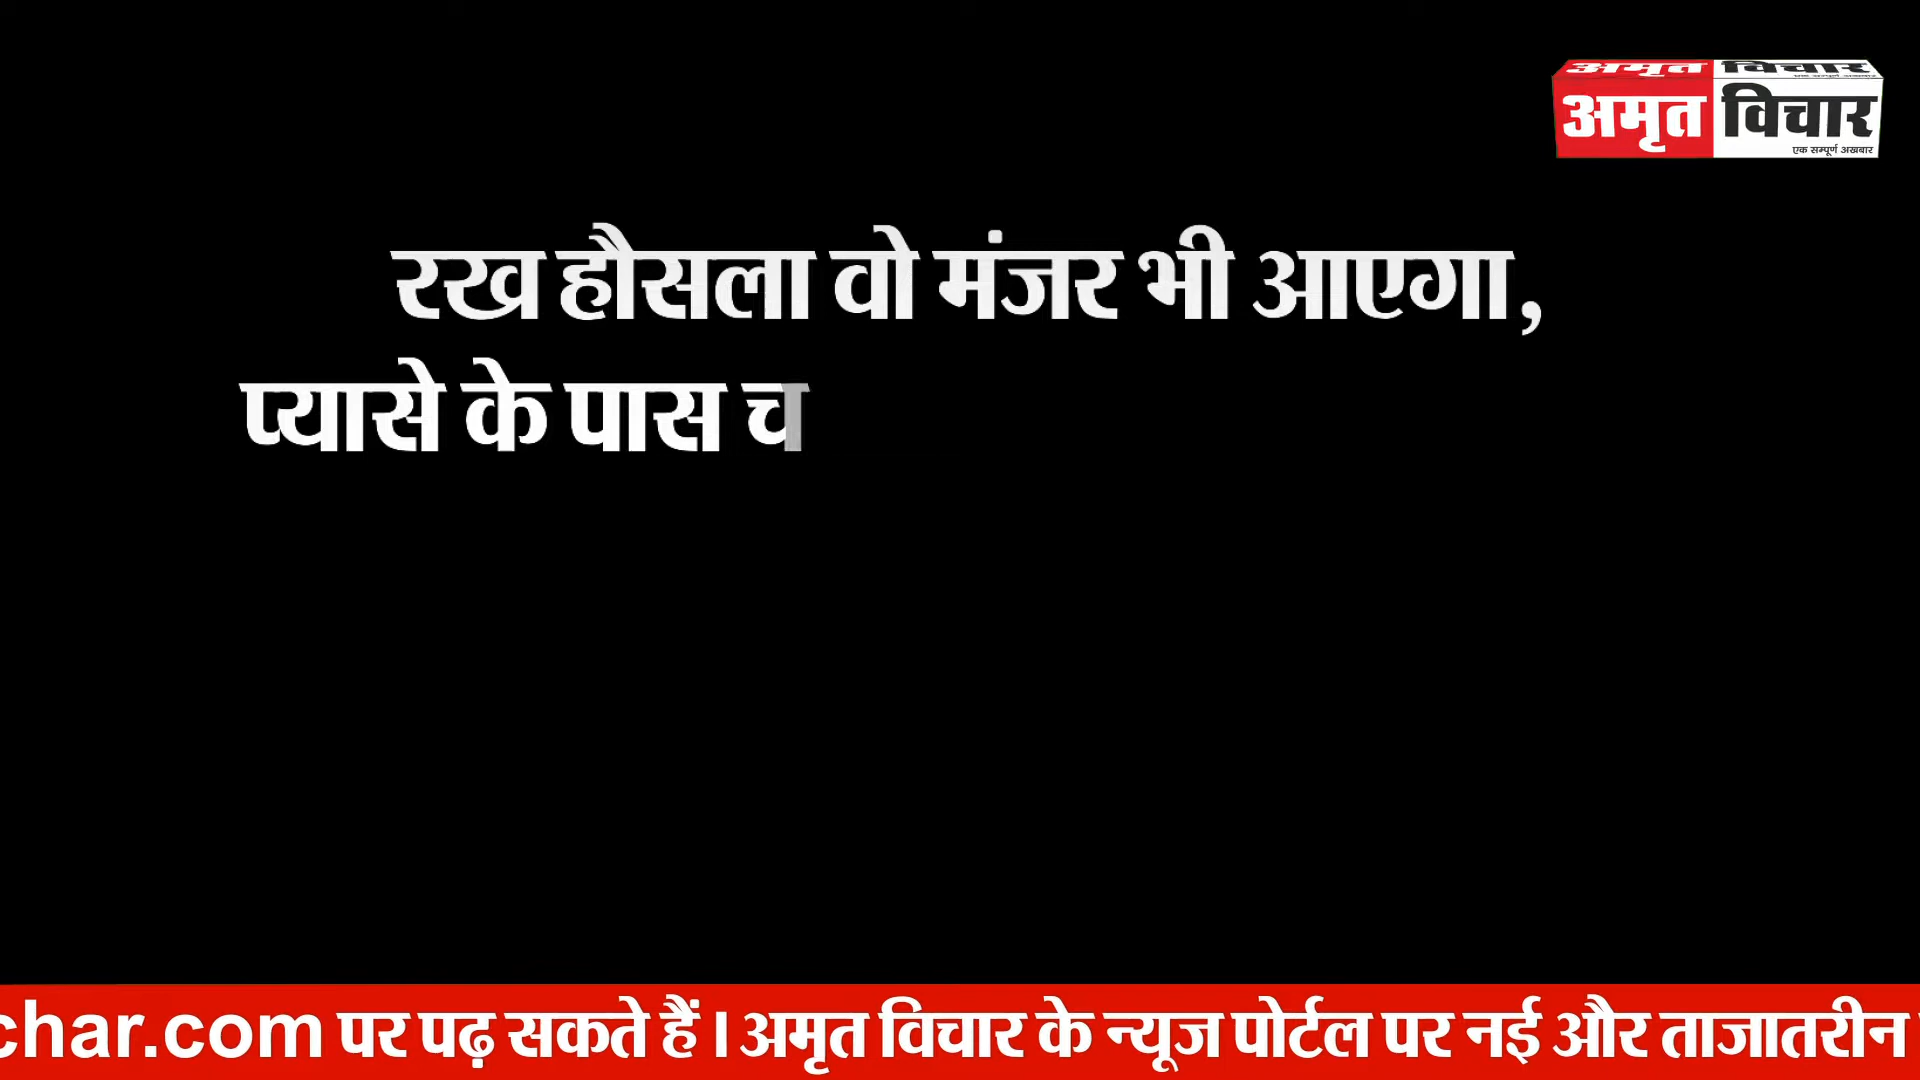 अमृत विचार
अमृत विचार
एक सम्पूर्ण अखबार
रख हौसला वो मंजर भी आएगा,
प्यासे के पास च
char.com पर पढ़ सकते हैं। अमृत विचार के न्यूज पोर्टल पर नई और ताजातरीन